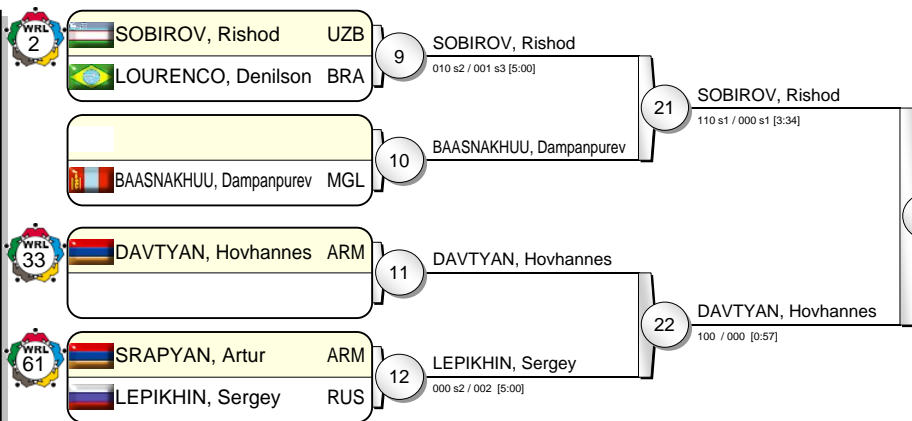 WRL
2
SOBIROV, Rishod UZB
LOURENCO, Denilson BRA
9
SOBIROV, Rishod
010 s2 / 001 s3 [5:00]
BAASNAKHUU, Dampanpurev MGL
10
BAASNAKHUU, Dampanpurev
21
SOBIROV, Rishod
110 s1 / 000 s1 [3:34]
WRL
33
DAVTYAN, Hovhannes ARM
11
DAVTYAN, Hovhannes
WRL
61
SRAPYAN, Artur ARM
LEPIKHIN, Sergey RUS
12
LEPIKHIN, Sergey
000 s2 / 002 [5:00]
22
DAVTYAN, Hovhannes
100 / 000 [0:57]